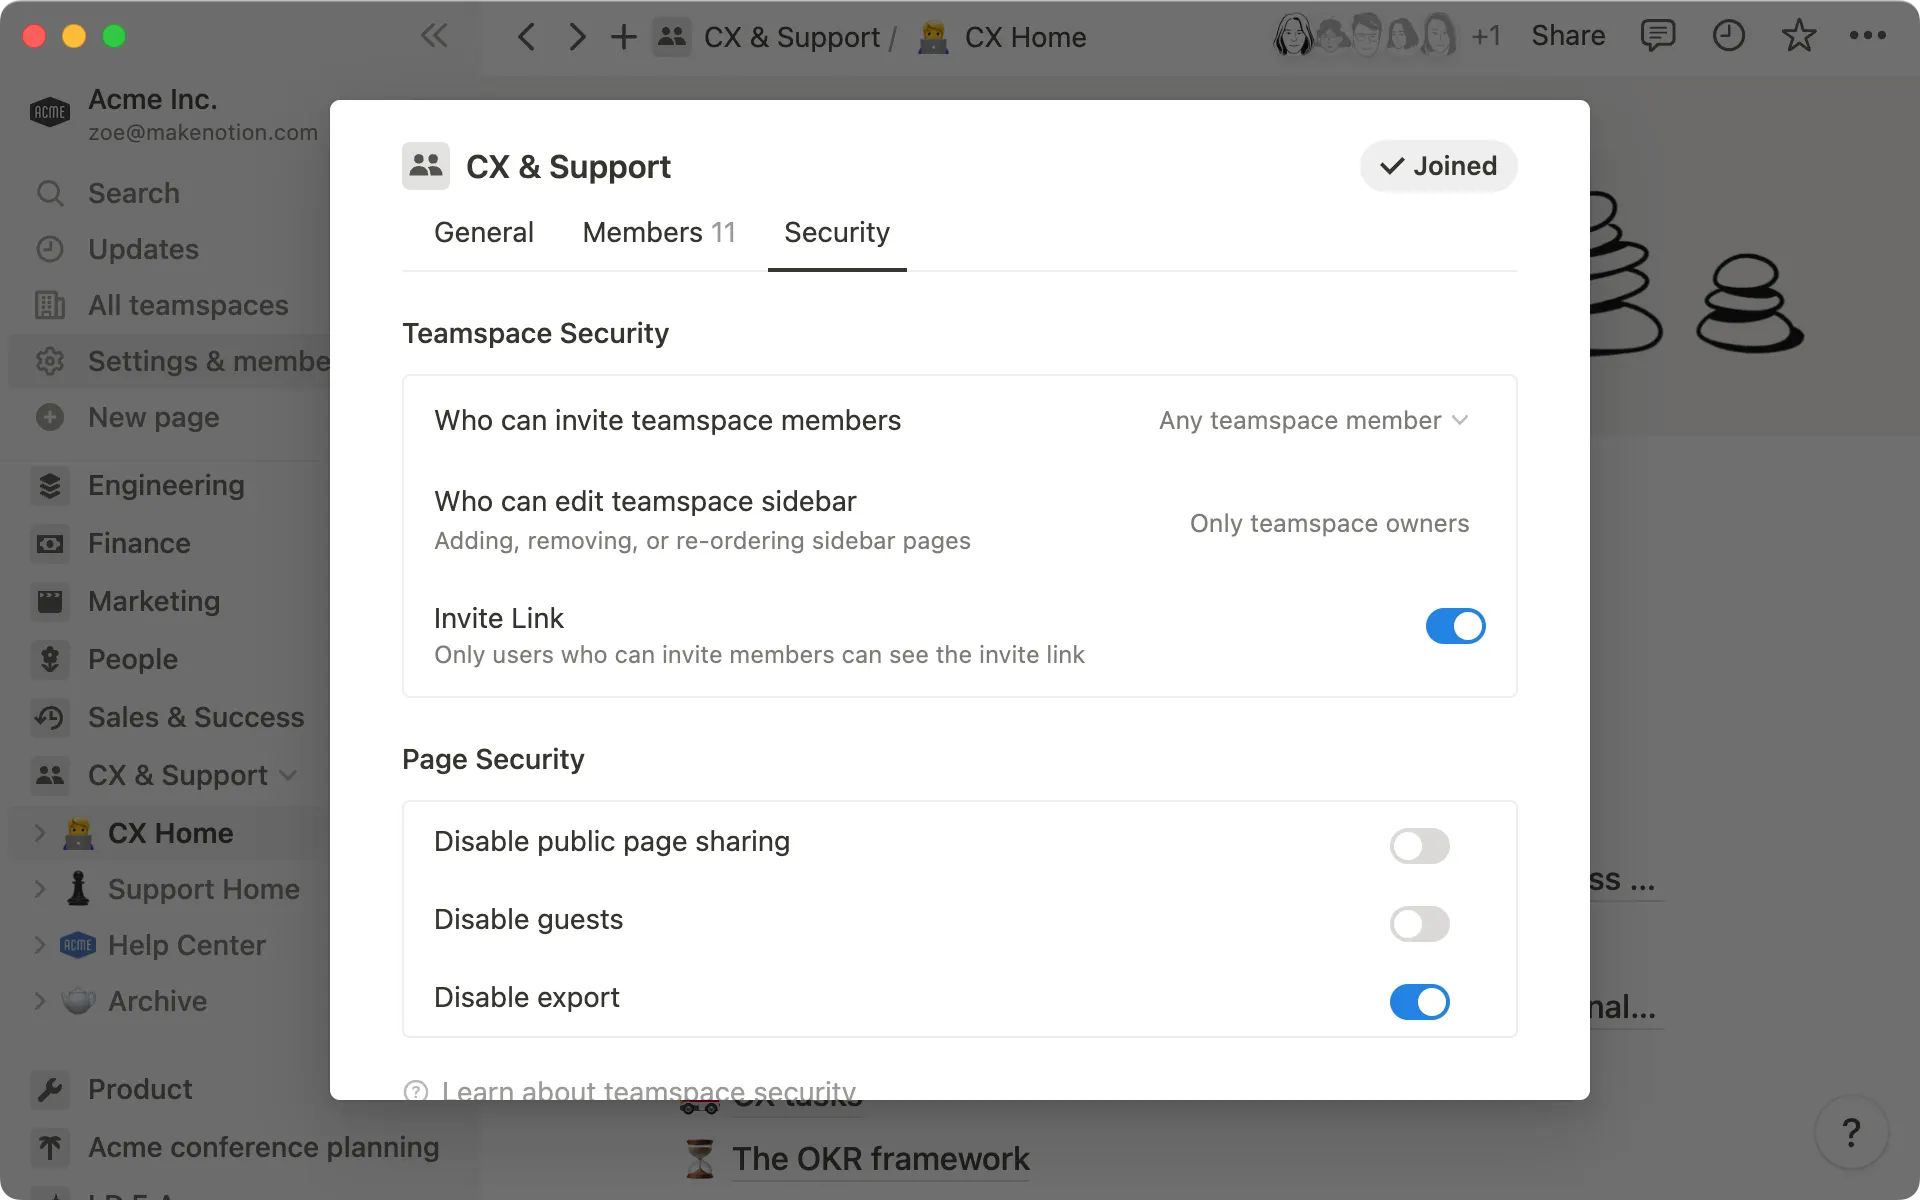 CX & Support / CX Home
+1 Share
ACME
Acme Inc.
zoe@makenotion.com
Search
Updates
All teamspaces
Settings & membe
New page
Engineering
Finance
Marketing
People
Sales & Success
CX & Support
CX Home
Support Home
ACME Help Center
Archive
Product
Acme conference planning
CX & Support
Joined
General Members 11 Security
Teamspace Security
Who can invite teamspace members
Any teamspace member
Who can edit teamspace sidebar
Adding, removing, or re-ordering sidebar pages
Only teamspace owners
Invite Link
Only users who can invite members can see the invite link
Page Security
Disable public page sharing
Disable guests
Disable export
? Learn about teamspace security
ss ...
nal...
CX tasks
The OKR framework
?